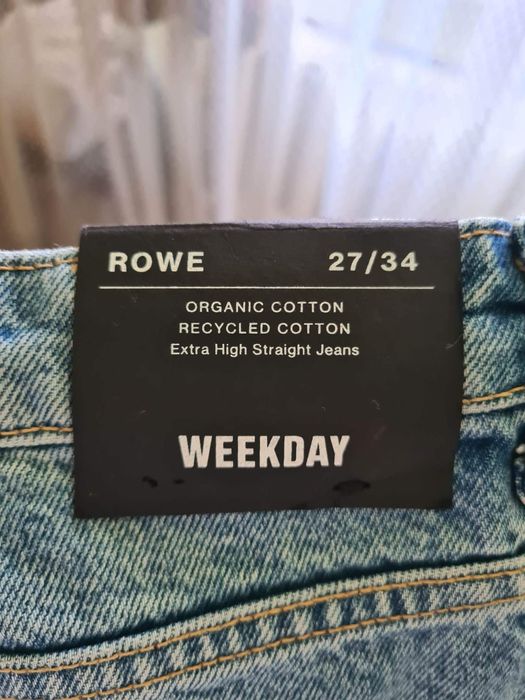 ROWE 27/34
ORGANIC COTTON
RECYCLED COTTON
Extra High Straight Jeans
WEEKDAY